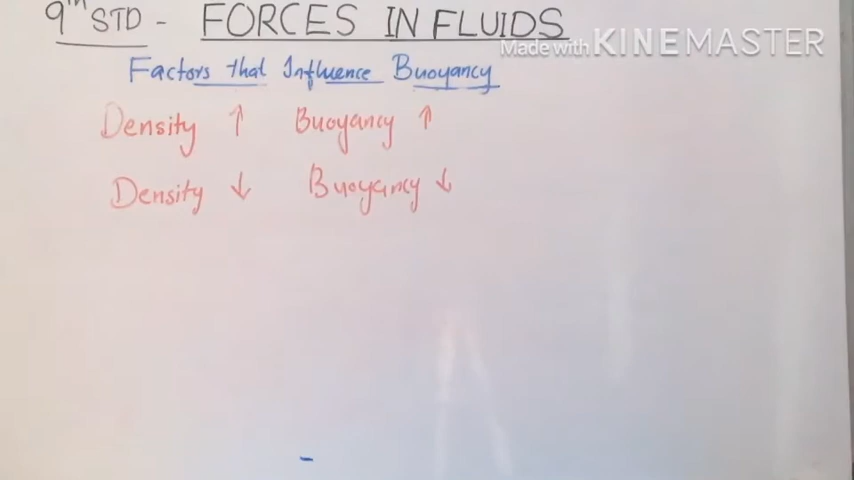 9th STD - FORCES IN FLUIDS
Made with KINEMASTER
Factors that Influence Buoyancy
Density ↑ Buoyancy ↑
Density ↓ Buoyancy ↓